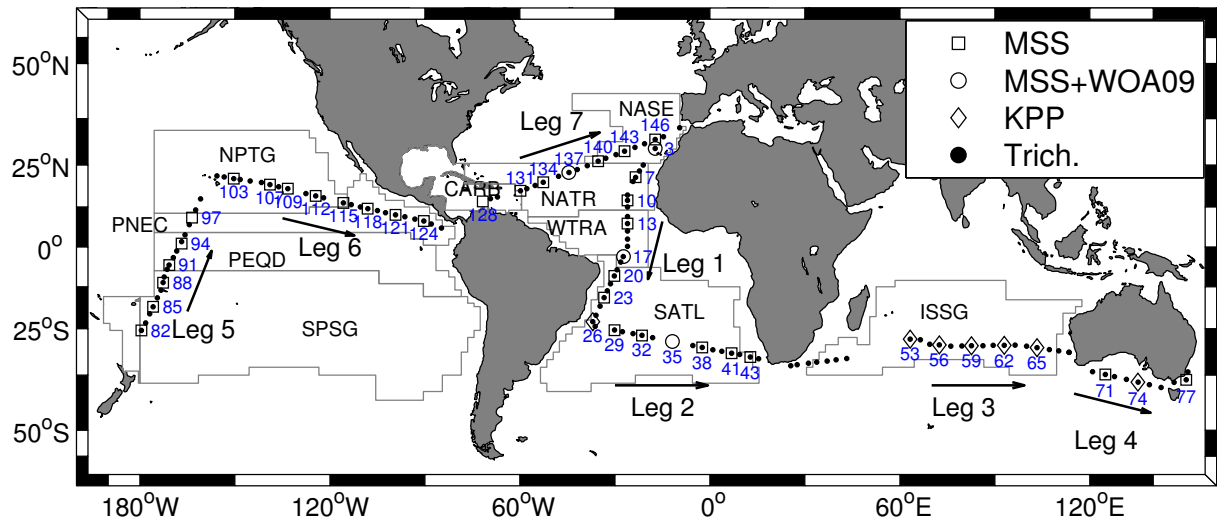 MSS
MSS+WOA09
KPP
Trich.
50°N
25°N
0°
25°S
50°S
180°W
120°W
60°W
0°
60°E
120°E
NASE
Leg 7
146
143
140
3
137
134
131
NPTG
103
107
109
112
115
118
121
124
CARB
128
NATR
7
10
13
WTRA
17
PNEC
97
94
91
88
85
82
PEQD
Leg 6
Leg 5
SPSG
Leg 1
20
23
26
SATL
29
32
35
38
41
43
Leg 2
ISSG
53
56
59
62
65
Leg 3
71
74
77
Leg 4